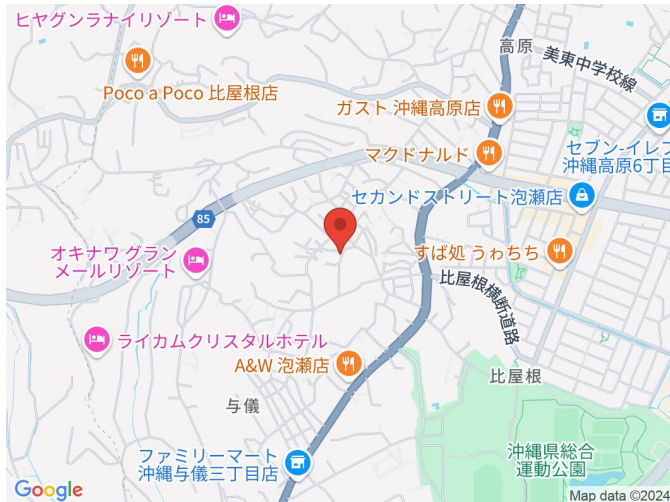 ヒヤグンラナイリゾート
高原
美東中学校線
Poco a Poco 比屋根店
ガスト 沖縄高原店
マクドナルド
セブン-イレブ
沖縄高原6丁目
セカンドストリート泡瀬店
85
オキナワ グラン
メールリゾート
すば処 うゎちち
比屋根横断道路
ライカムクリスタルホテル
A&W 泡瀬店
比屋根
与儀
ファミリーマート
沖縄与儀三丁目店
沖縄県総合
運動公園
Google
Map data ©2024